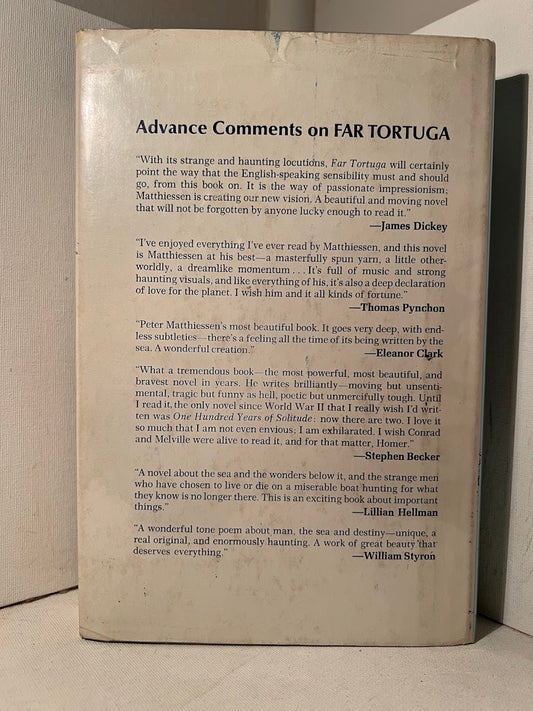 Advance Comments on FAR TORTUGA
"With its strange and haunting locutions, Far Tortuga will certainly
point the way that the English-speaking sensibility must and should
go, from this book on. It is the way of passionate impressionism;
Matthiessen is creating our new vision. A beautiful and moving novel
that will not be forgotten by anyone lucky enough to read it."
—James Dickey
"I've enjoyed everything I've ever read by Matthiessen, and this novel
is Matthiessen at his best—a masterfully spun yarn, a little other-
worldly, a dreamlike momentum ... It's full of music and strong
haunting visuals, and like everything of his, it's also a deep declaration
of love for the planet. I wish him and it all kinds of fortune."
—Thomas Pynchon
"Peter Matthiessen's most beautiful book. It goes very deep, with end-
less subtleties—there's a feeling all the time of its being written by the
sea. A wonderful creation."
—Eleanor Clark
"What a tremendous book—the most powerful, most beautiful, and
bravest novel in years. He writes brilliantly—moving but unsenti-
mental, tragic but funny as hell, poetic but unmercifully tough. Until
I read it, the only novel since World War II that I really wish I'd writ-
ten was One Hundred Years of Solitude: now there are two. I love it
so much that I am not even envious; I am exhilarated. I wish Conrad
and Melville were alive to read it, and for that matter, Homer."
—Stephen Becker
"A novel about the sea and the wonders below it, and the strange men
who have chosen to live or die on a miserable boat hunting for what
they know is no longer there. This is an exciting book about important
things."
—Lillian Hellman
"A wonderful tone poem about man, the sea and destiny—unique, a
real original, and enormously haunting. A work of great beauty that
deserves everything."
—William Styron